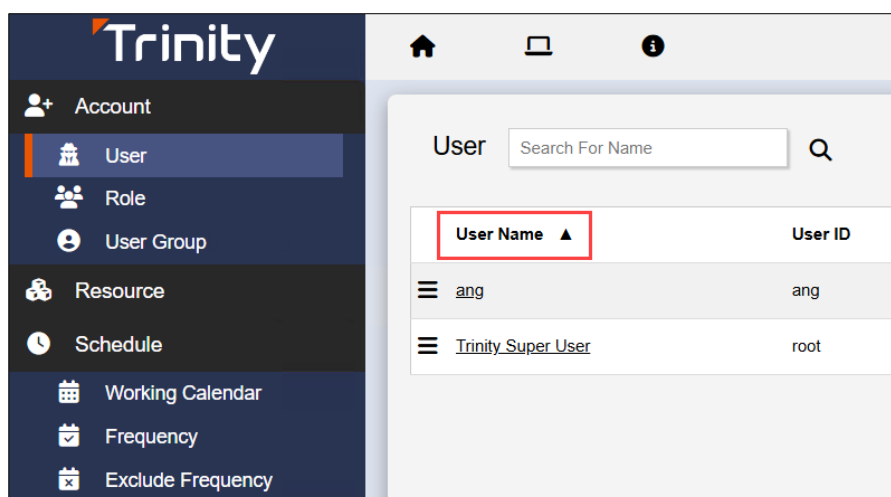 Trinity
Account
User
Role
User Group
Resource
Schedule
Working Calendar
Frequency
Exclude Frequency
User Search For Name
User Name ▲ User ID
ang ang
Trinity Super User root